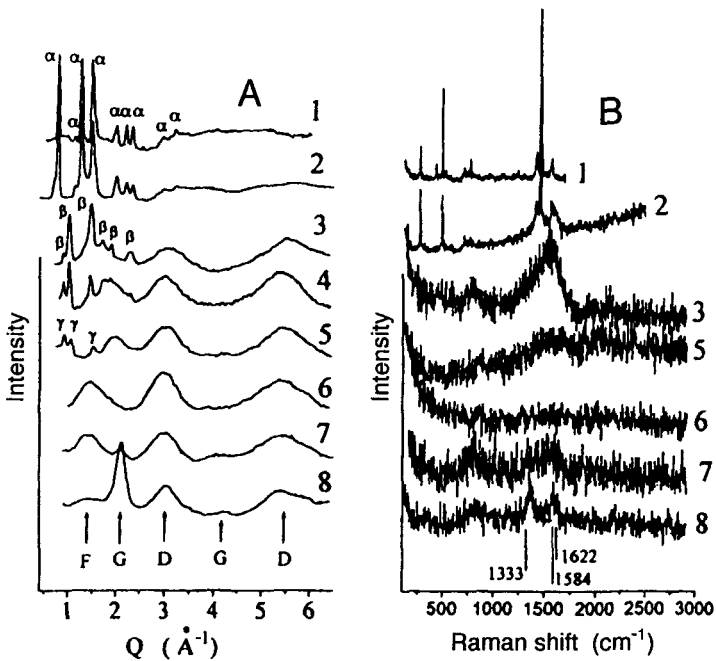 A
α α α
1
α α α α α α
2
β β β β β
3
β
4
γ γ γ
5
6
7
8
F G D G D
Intensity
1 2 3 4 5 6
Q (Å⁻¹)
B
1
2
3
5
6
7
8
1622
1333 1584
Intensity
500 1000 1500 2000 2500 3000
Raman shift (cm⁻¹)